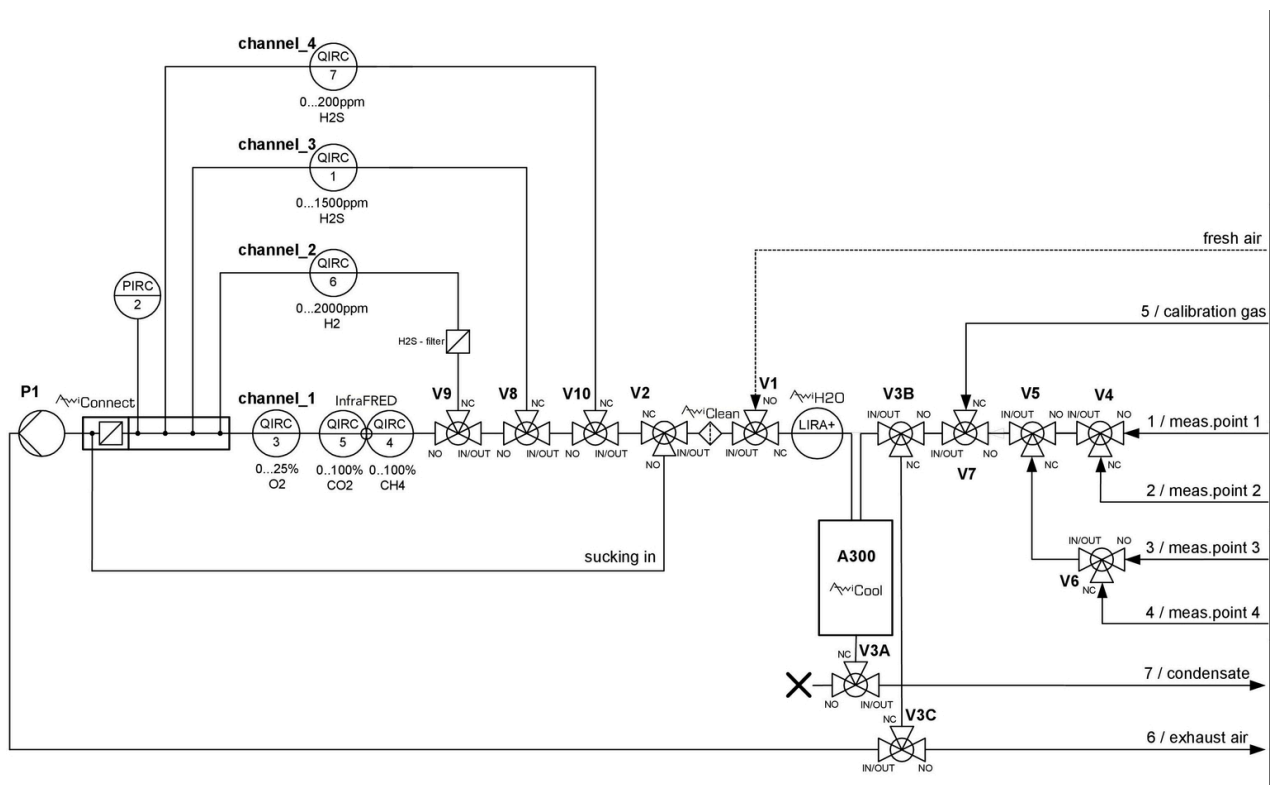 channel_4
QIRC
7
0...200ppm
H2S
NC
channel_3
QIRC
1
0...1500ppm
H2S
NC
channel_2
QIRC
6
0...2000ppm
H2
H2S - filter
NC
fresh air
5 / calibration gas
PIRC
2
P1
AwiConnect
channel_1
QIRC
3
0...25%
O2
InfraFRED
QIRC
5
QIRC
4
0..100%
CO2
0..100%
CH4
V9
NO
IN/OUT
V8
NO
IN/OUT
V10
NO
IN/OUT
V2
NC
NO
IN/OUT
AwiClean
V1
NO
IN/OUT
NC
AwiH2O
LIRA+
V3B
IN/OUT
NO
NC
NC
IN/OUT
NO
V7
V5
IN/OUT
NO
NC
V4
IN/OUT
NO
NC
1 / meas.point 1
2 / meas.point 2
3 / meas.point 3
4 / meas.point 4
IN/OUT
NO
V6
NC
sucking in
A300
AwiCool
NC
V3A
NO
IN/OUT
7 / condensate
NC
V3C
IN/OUT
NO
6 / exhaust air